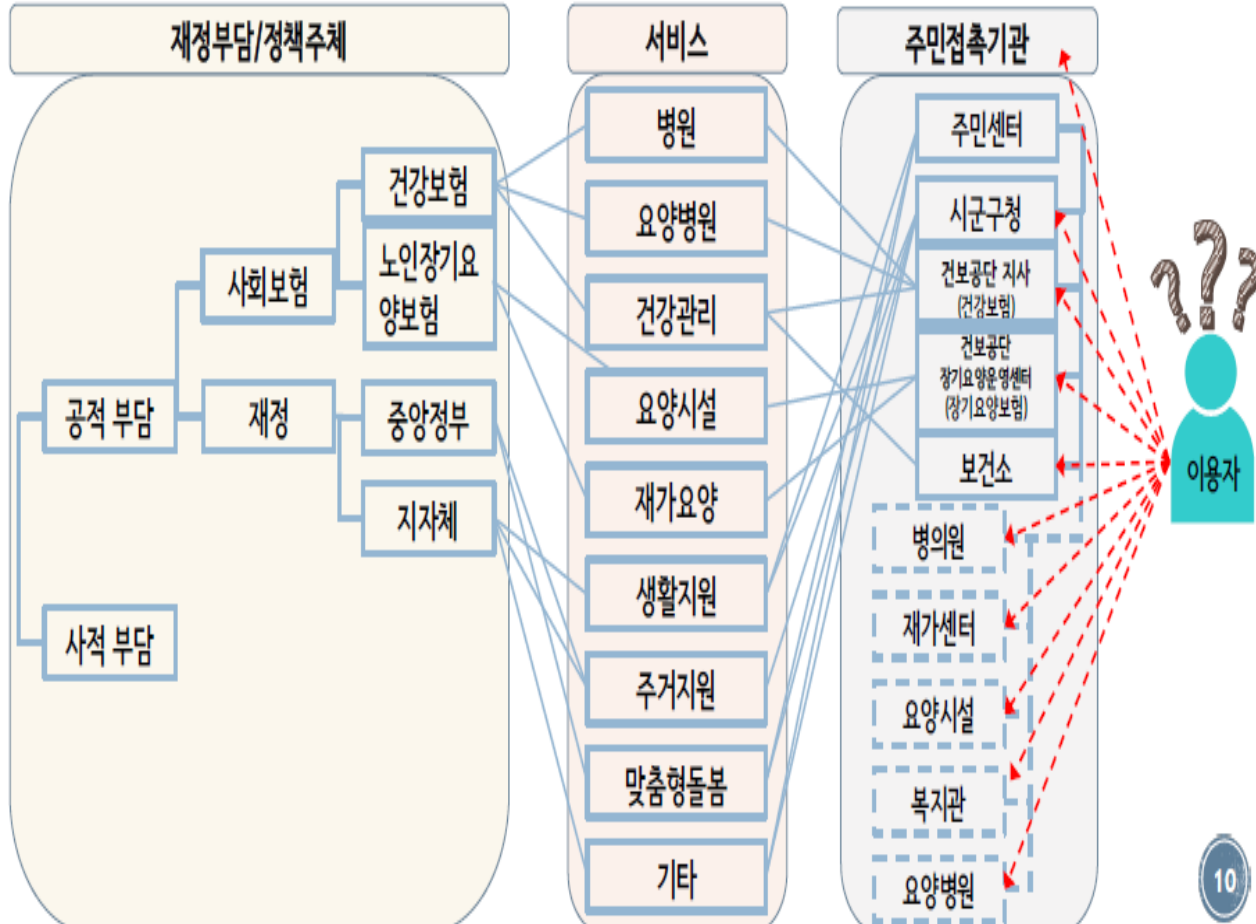 재정부담/정책주체
서비스
주민접촉기관
공적 부담
사적 부담
사회보험
재정
건강보험
노인장기요
양보험
중앙정부
지자체
병원
요양병원
건강관리
요양시설
재가요양
생활지원
주거지원
맞춤형돌봄
기타
주민센터
시군구청
건보공단 지사
(건강보험)
건보공단
장기요양운영센터
(장기요양보험)
보건소
병의원
재가센터
요양시설
복지관
요양병원
???
이용자
10